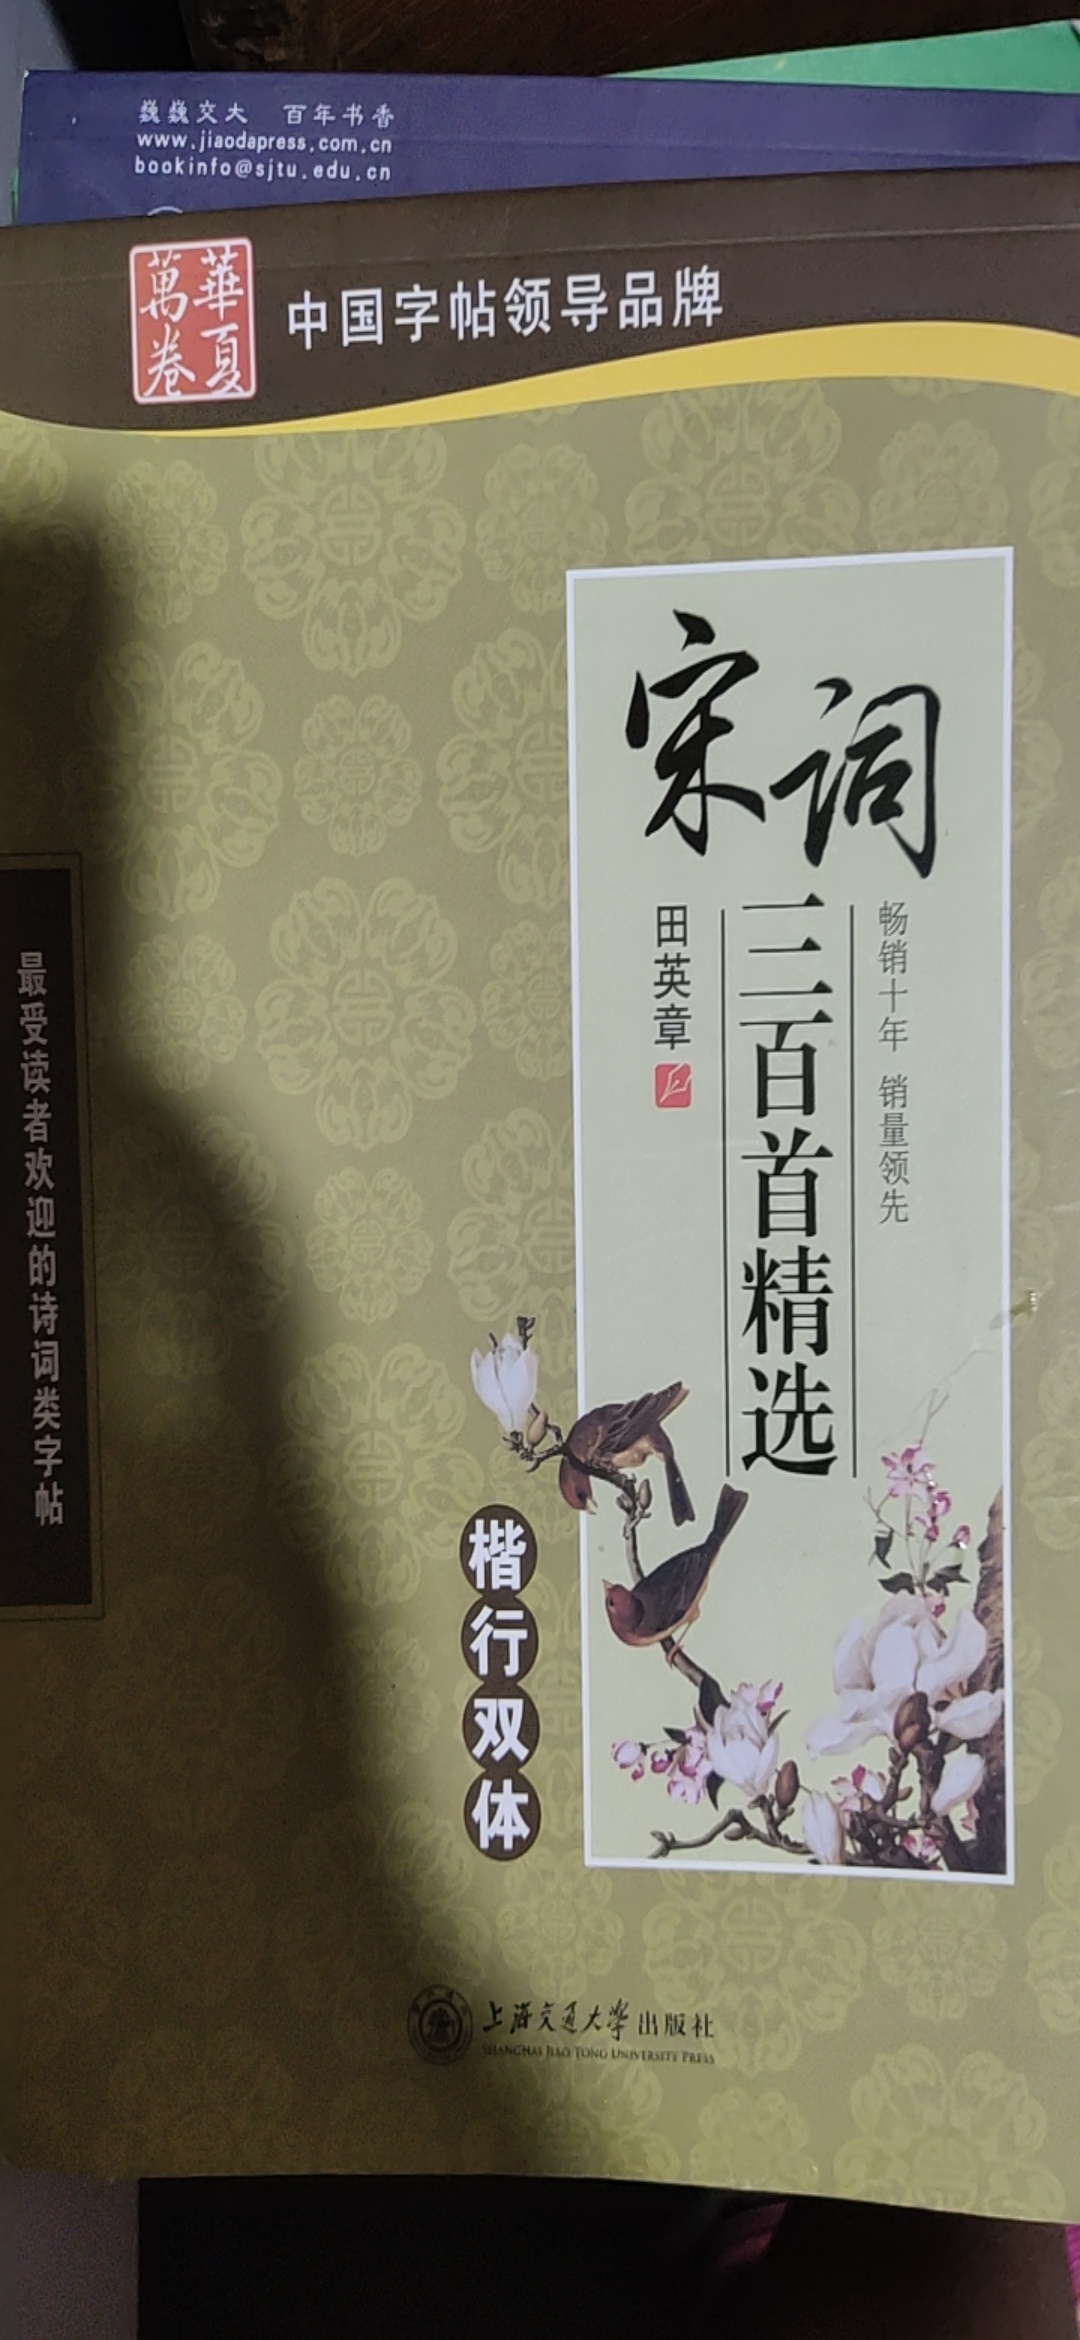 巍巍交大 百年书香
www.jiaodapress.com.cn
bookinfo@sjtu.edu.cn
華夏
萬卷
中国字帖领导品牌
宋词
三百首精选
畅销十年 销量领先
田英章
楷行双体
最受读者欢迎的诗词类字帖
上海交通大学出版社
SHANGHAI JIAO TONG UNIVERSITY PRESS